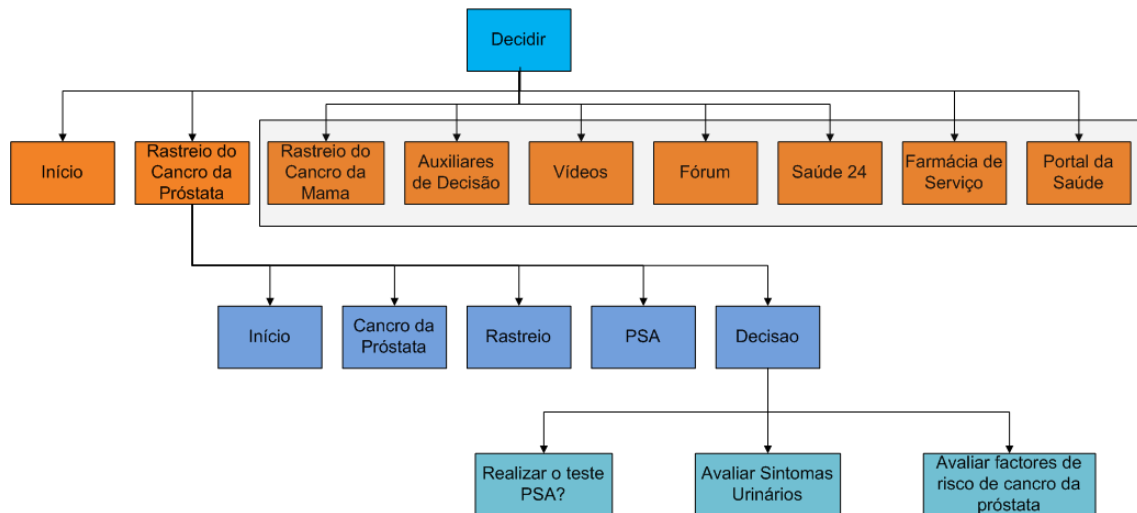 Decidir
Início
Rastreio do
Cancro da
Próstata
Rastreio do
Cancro da
Mama
Auxiliares
de Decisão
Vídeos
Fórum
Saúde 24
Farmácia de
Serviço
Portal da
Saúde
Início
Cancro da
Próstata
Rastreio
PSA
Decisao
Realizar o teste
PSA?
Avaliar Sintomas
Urinários
Avaliar factores de
risco de cancro da
próstata